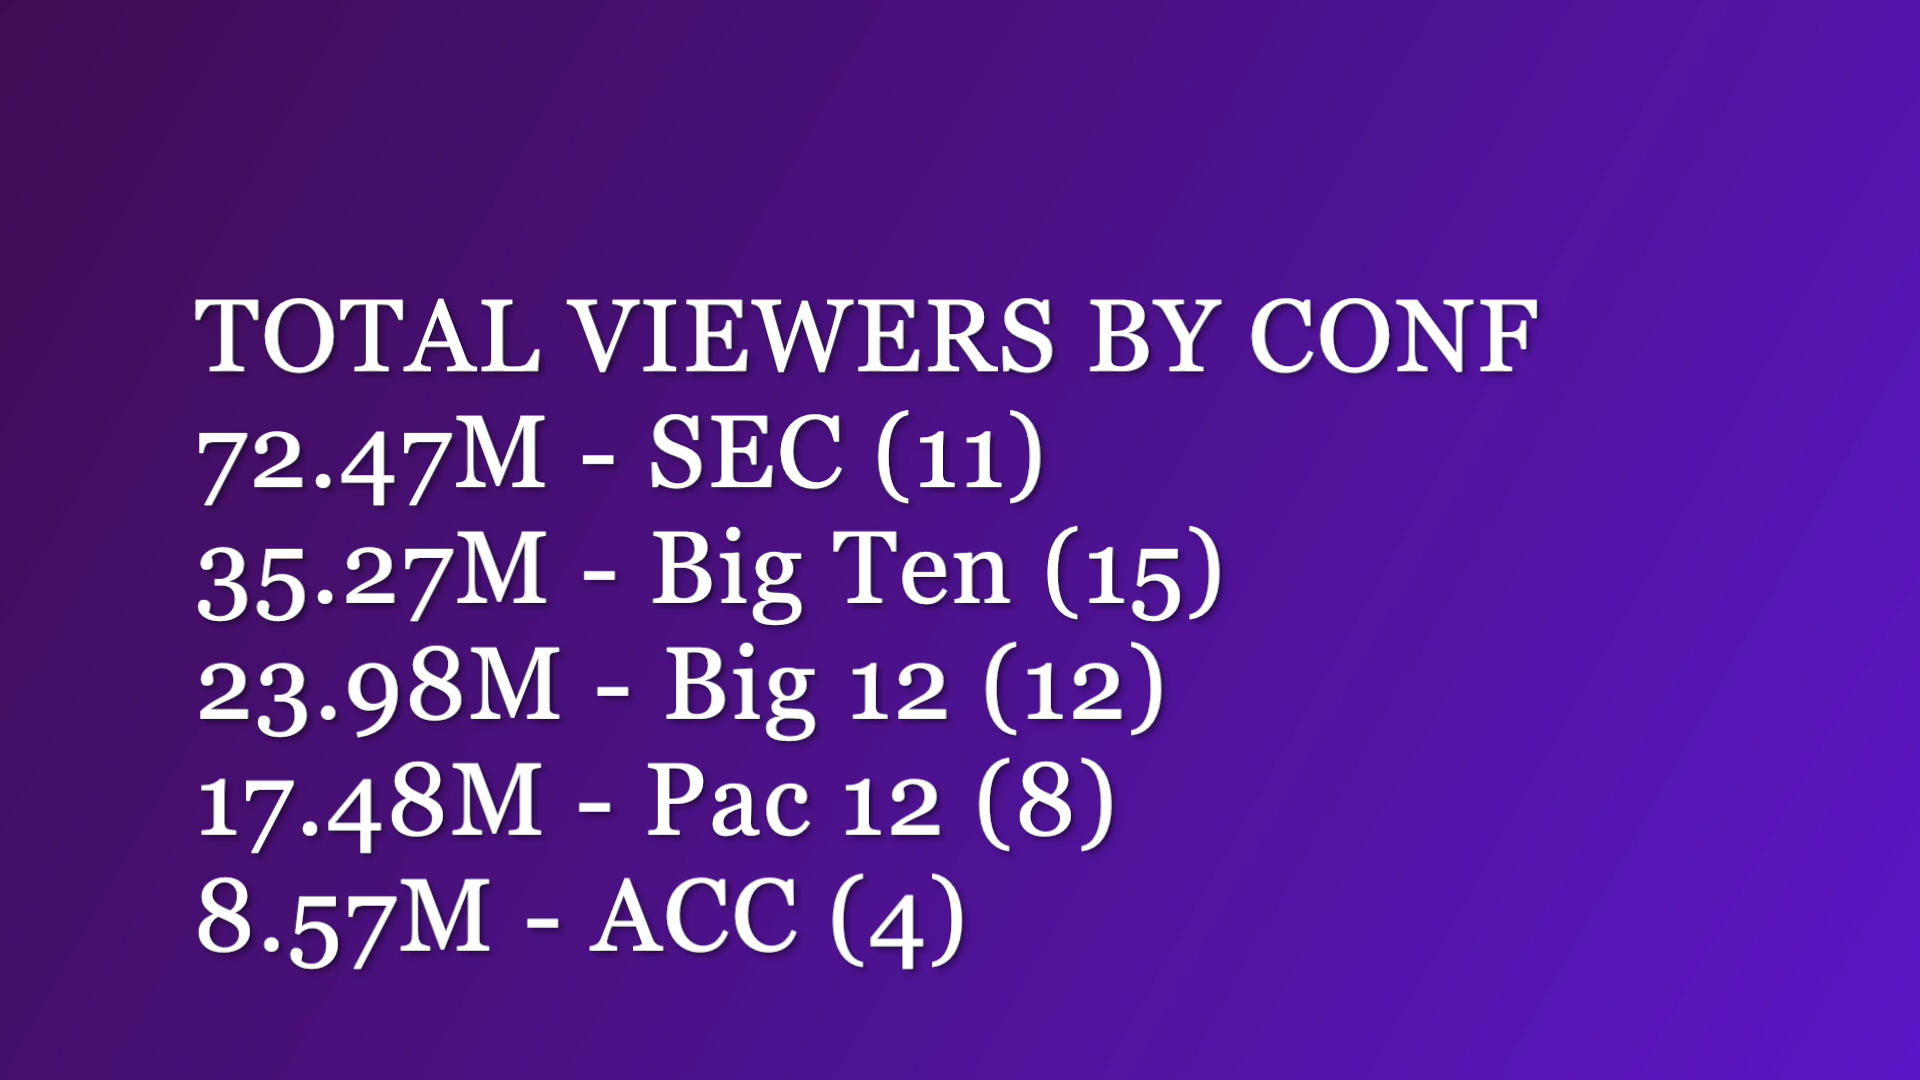 TOTAL VIEWERS BY CONF
72.47M - SEC (11)
35.27M - Big Ten (15)
23.98M - Big 12 (12)
17.48M - Pac 12 (8)
8.57M - ACC (4)